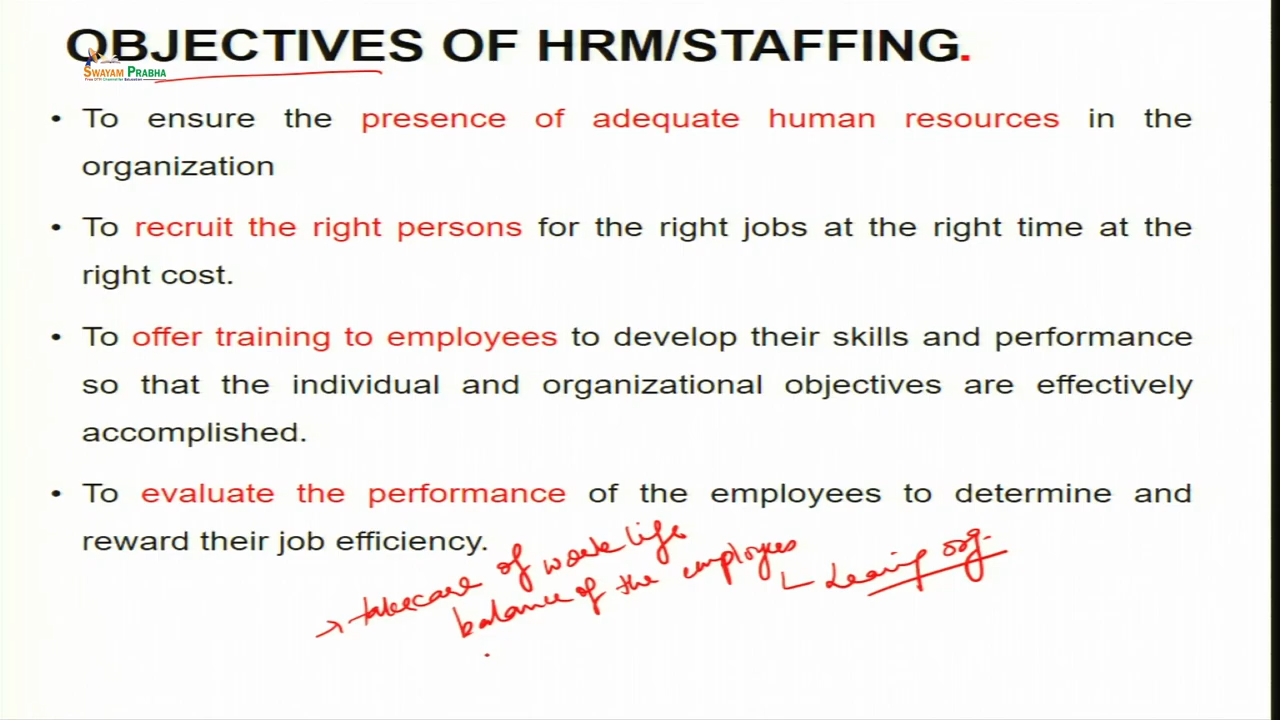 OBJECTIVES OF HRM/STAFFING.
SWAYAM PRABHA
• To ensure the presence of adequate human resources in the
organization
• To recruit the right persons for the right jobs at the right time at the
right cost.
• To offer training to employees to develop their skills and performance
so that the individual and organizational objectives are effectively
accomplished.
• To evaluate the performance of the employees to determine and
reward their job efficiency.
→ take care of work life
balance of the employees
org.